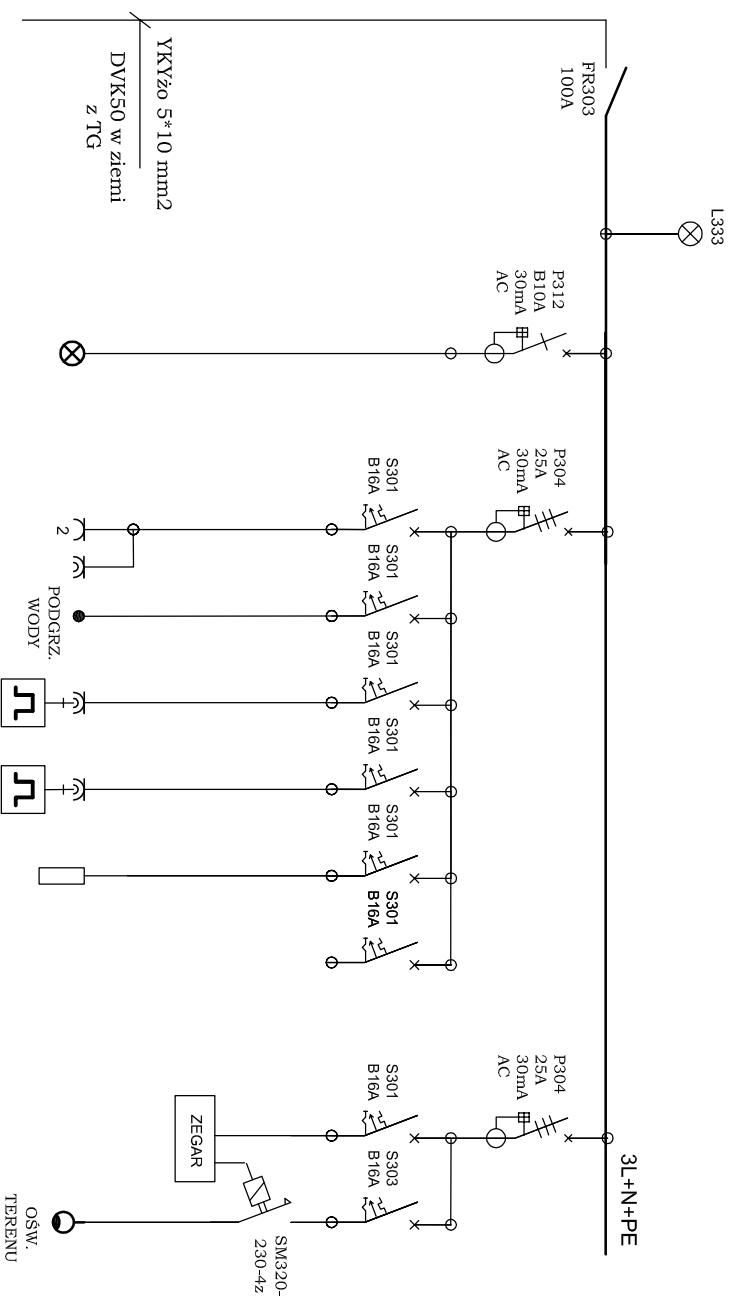 3L+N+PE
L333
FR303
100A
YKYżo 5*10 mm2
DVK50 w ziemi
z TG
P312
B10A
30mA
AC
P304
25A
30mA
AC
P304
25A
30mA
AC
S301
B16A
S301
B16A
S301
B16A
S301
B16A
S301
B16A
S301
B16A
S301
B16A
S303
B16A
SM320-
230-4z
ZEGAR
2
PODGRZ.
WODY
OŚW.
TERENU